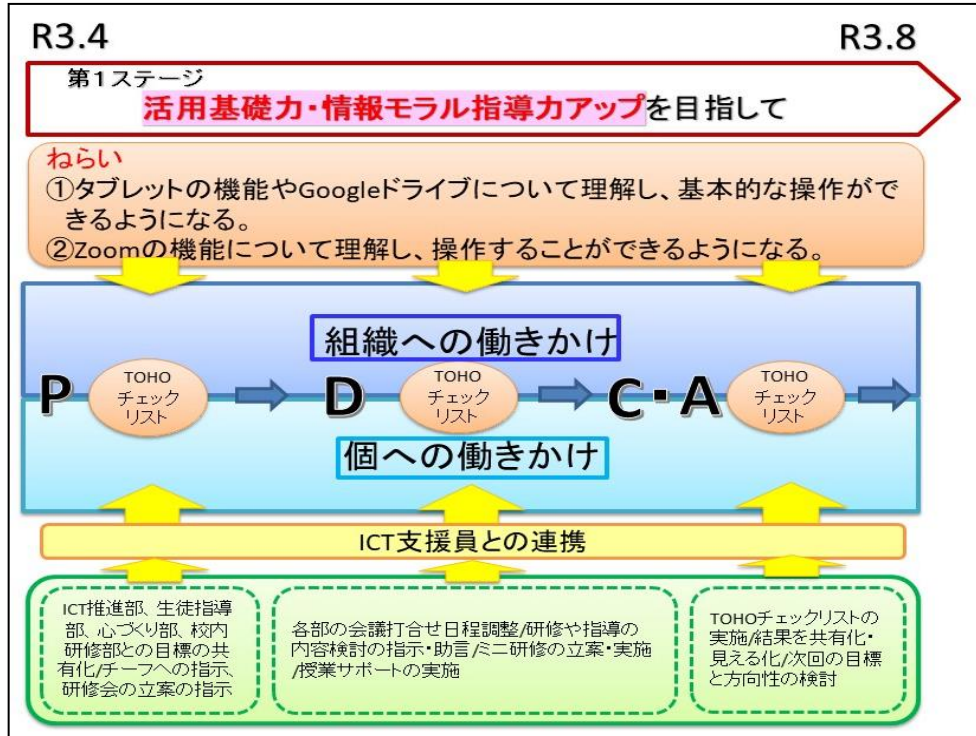 R3.4
R3.8
第1ステージ
活用基礎力・情報モラル指導力アップを目指して
ねらい
①タブレットの機能やGoogleドライブについて理解し、基本的な操作がで
きるようになる。
②Zoomの機能について理解し、操作することができるようになる。
組織への働きかけ
P
TOHO
チェック
リスト
D
TOHO
チェック
リスト
C・A
TOHO
チェック
リスト
個への働きかけ
ICT支援員との連携
ICT推進部、生徒指導
部、心づくり部、校内
研修部との目標の共
有化/チーフへの指示、
研修会の立案の指示
各部の会議打合せ日程調整/研修や指導の
内容検討の指示・助言/ミニ研修の立案・実施
/授業サポートの実施
TOHOチェックリストの
実施/結果を共有化・
見える化/次回の目標
と方向性の検討